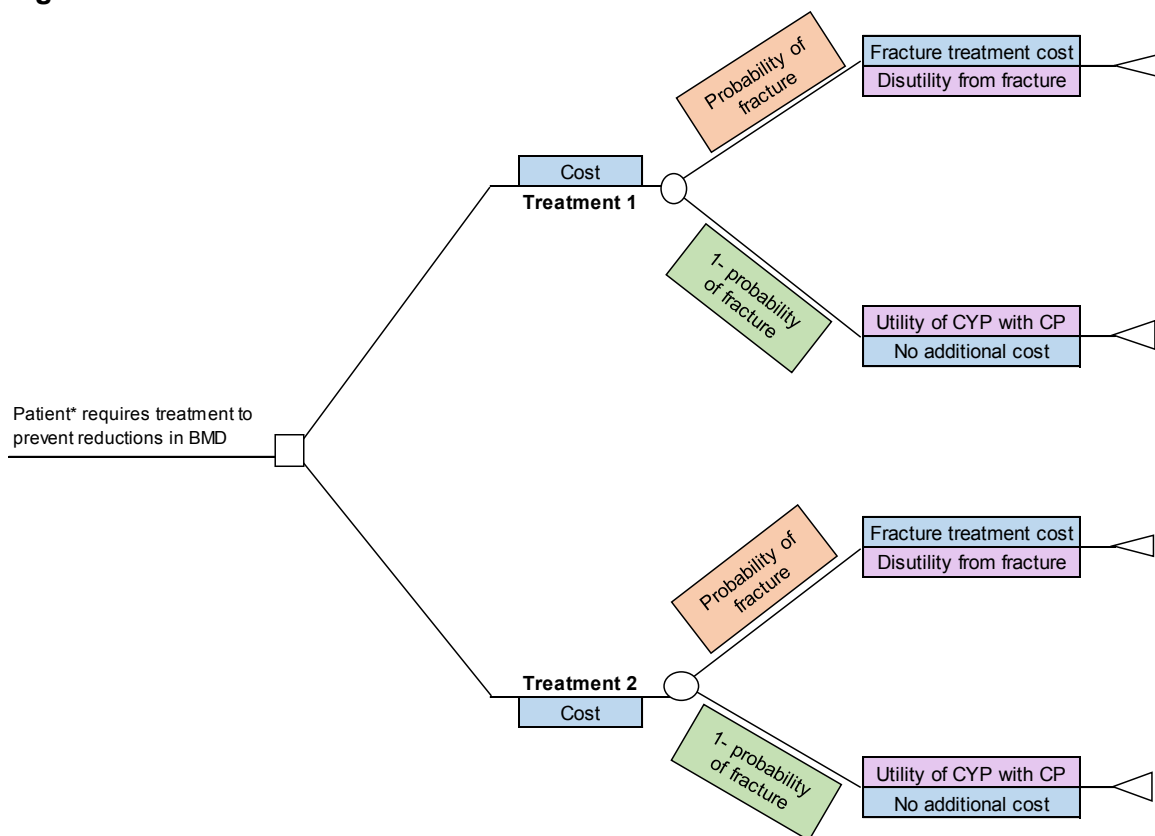 Probability of
fracture
Fracture treatment cost
Disutility from fracture
Cost
Treatment 1
1- probability
of fracture
Utility of CYP with CP
No additional cost
Patient* requires treatment to
prevent reductions in BMD
Probability of
fracture
Fracture treatment cost
Disutility from fracture
Treatment 2
Cost
1- probability
of fracture
Utility of CYP with CP
No additional cost